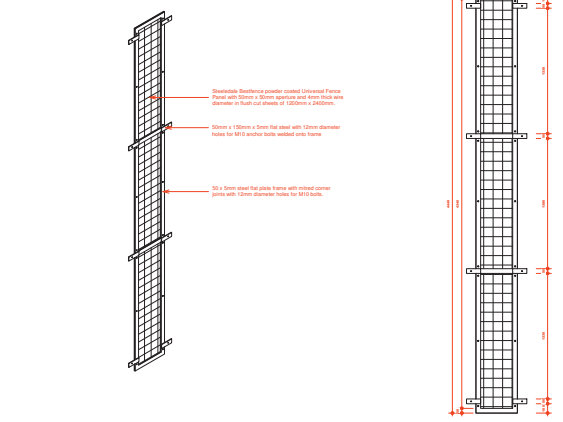 Steeledale Bestfence powder coated Universal Fence
Panel with 50mm x 50mm aperture and 4mm thick wire
diameter in flush cut sheets of 1200mm x 2400mm.
50mm x 150mm x 5mm flat steel with 12mm diameter
holes for M10 anchor bolts welded onto frame
50 x 5mm steel flat plate frame with mitred corner
joints with 12mm diameter holes for M10 bolts.